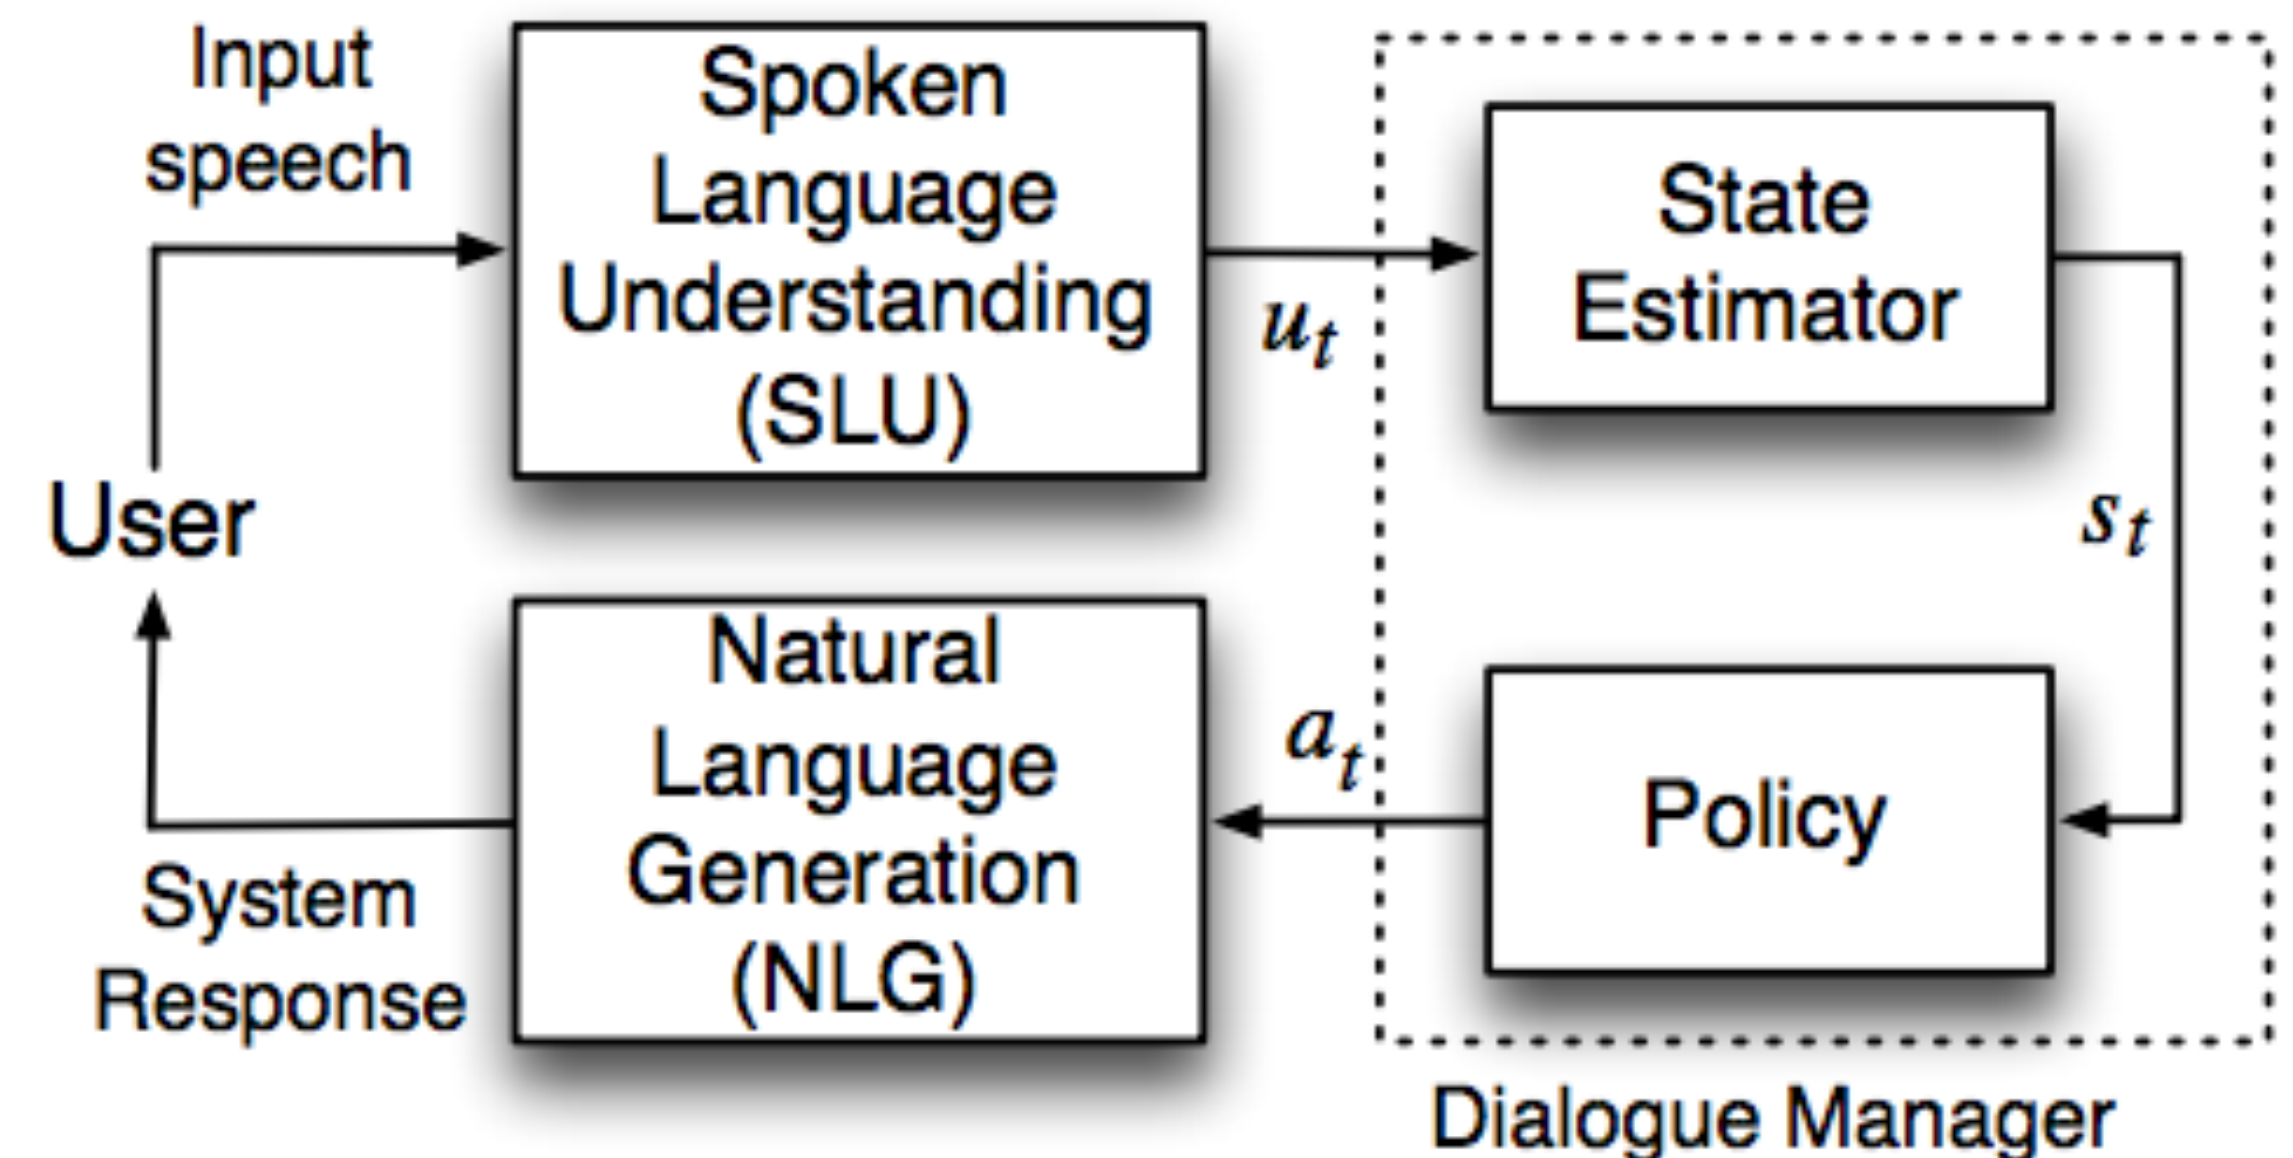 Input
speech
Spoken
Language
Understanding
(SLU)
u_t
State
Estimator
s_t
User
Natural
Language
Generation
(NLG)
a_t
Policy
System
Response
Dialogue Manager